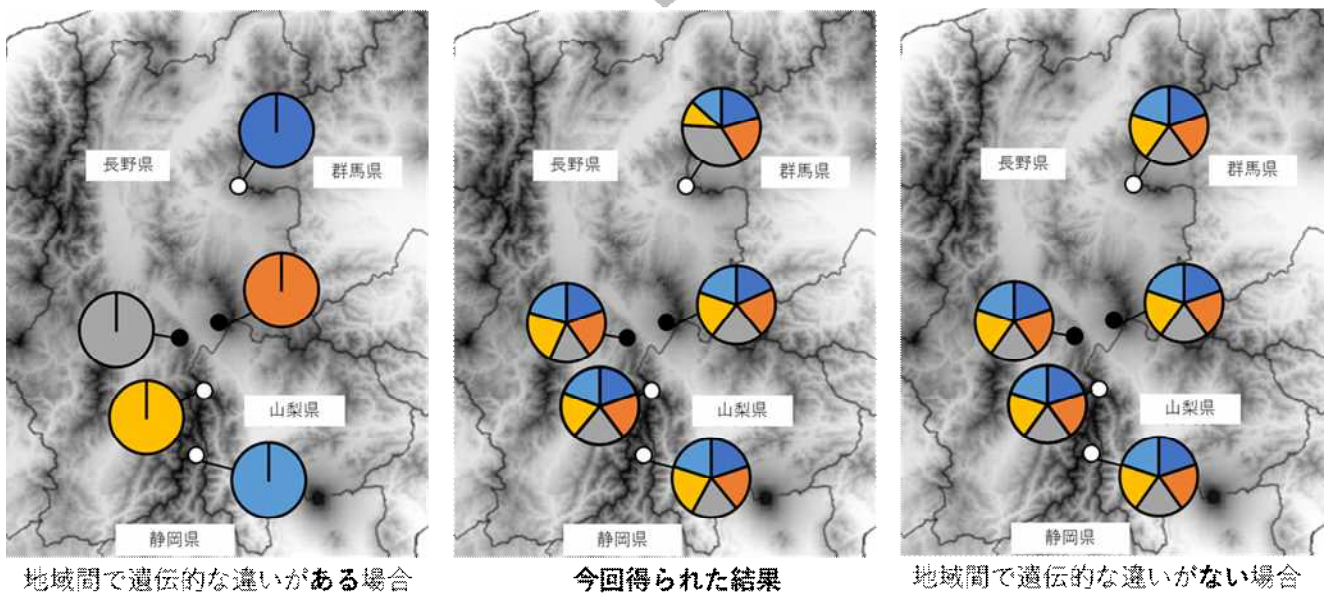 長野県
群馬県
山梨県
静岡県
地域間で遺伝的な違いがある場合
長野県
群馬県
山梨県
静岡県
今回得られた結果
長野県
群馬県
山梨県
静岡県
地域間で遺伝的な違いがない場合